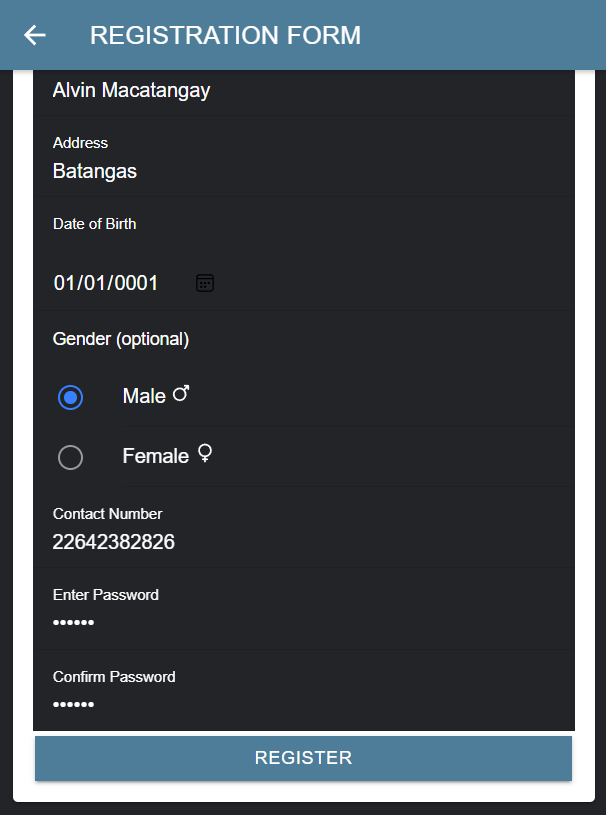 REGISTRATION FORM
Alvin Macatangay
Address
Batangas
Date of Birth
01/01/0001
Gender (optional)
Male ♂
Female ♀
Contact Number
22642382826
Enter Password
••••••
Confirm Password
••••••
REGISTER